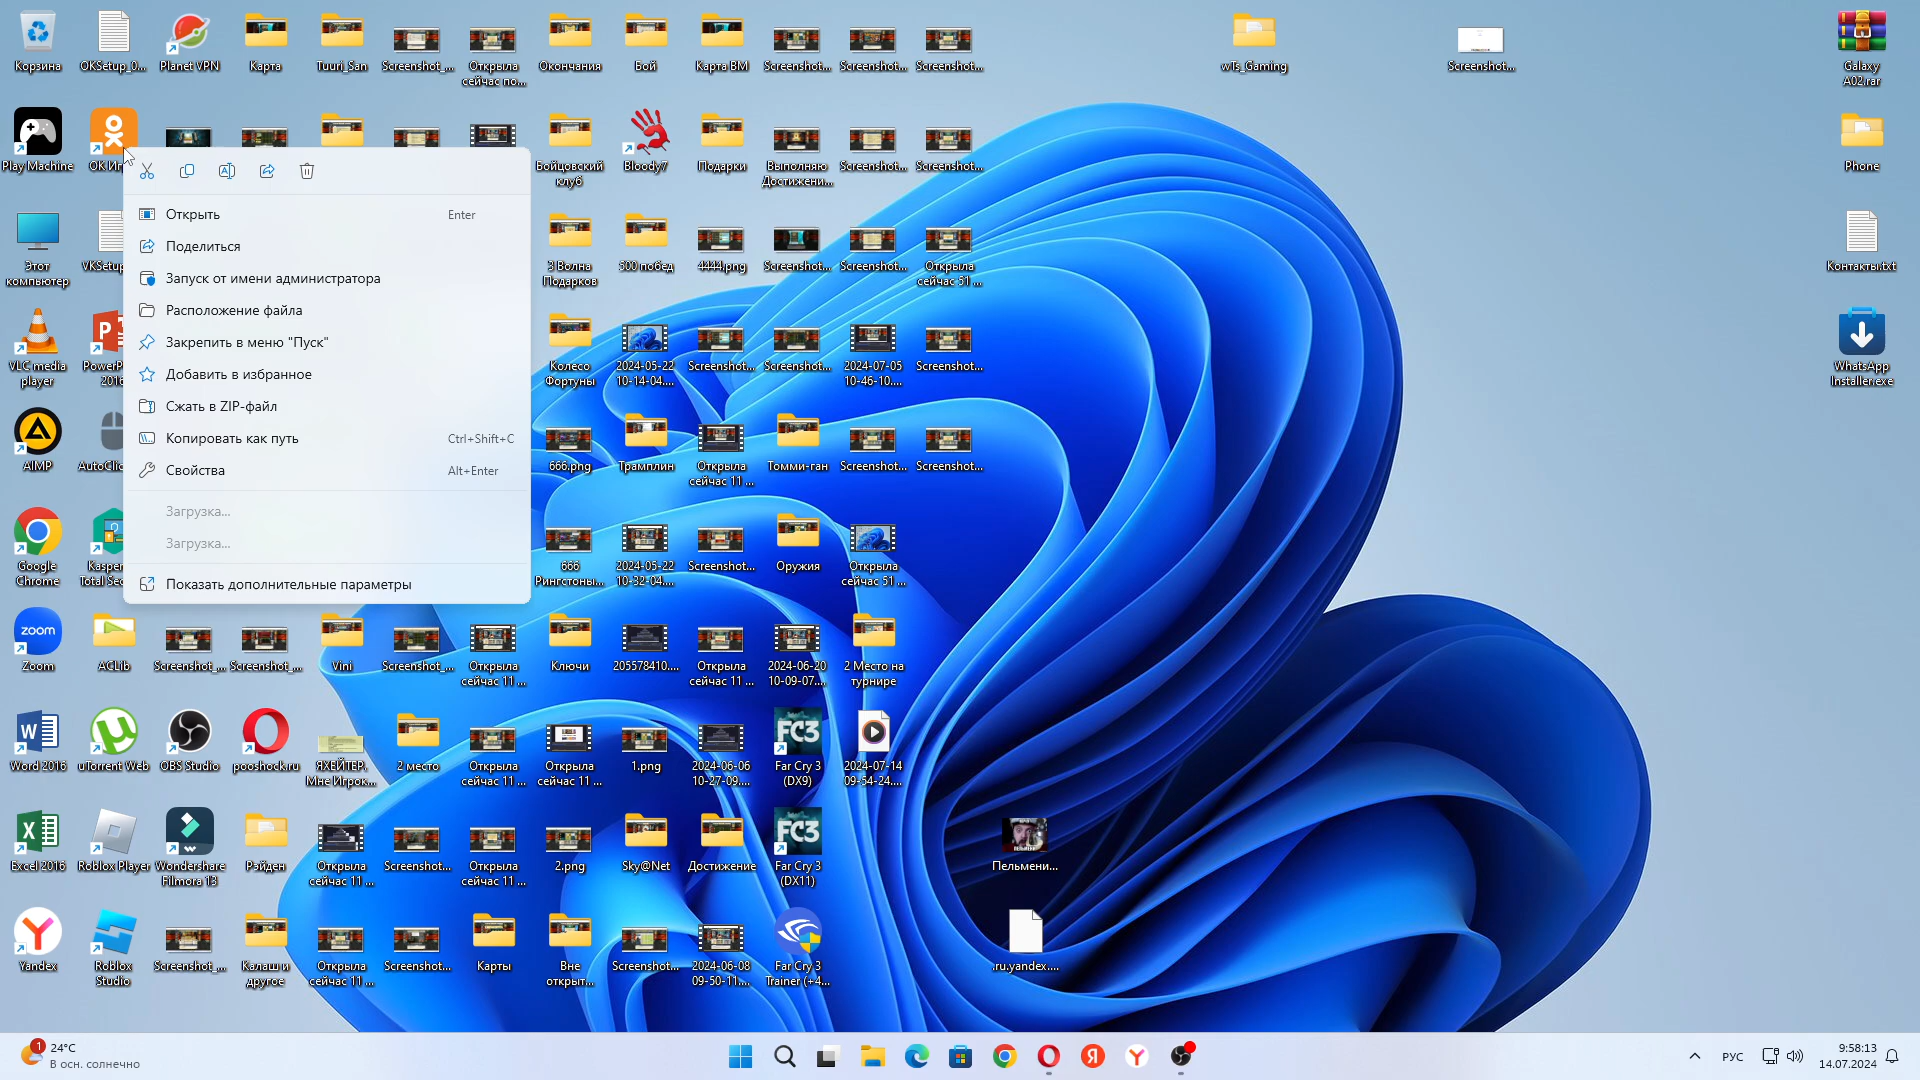 Корзина
OKSetup_0...
Planet VPN
Карта
Tuuri_San
Screenshot_...
Открыла
сейчас по...
Окончания
Бой
Карта ВМ
Screenshot...
Screenshot...
Screenshot...
wTs_Gaming
Screenshot...
Galaxy
A02.rar
Play Machine
Бойцовский
клуб
Bloody7
Подарки
Выполняю
Достижени...
Screenshot...
Screenshot...
Phone
Открыть
Enter
Поделиться
Запуск от имени администратора
Расположение файла
Закрепить в меню "Пуск"
Добавить в избранное
Сжать в ZIP-файл
Копировать как путь
Ctrl+Shift+C
Свойства
Alt+Enter
Загрузка...
Загрузка...
Показать дополнительные параметры
Этот
компьютер
3 Волна
Подарков
500 побед
4444.png
Screenshot...
Screenshot...
Открыла
сейчас 51 ...
Контакты.txt
VLC media
player
Колесо
Фортуны
2024-05-22
10-14-04....
Screenshot...
Screenshot...
2024-07-05
10-46-10....
Screenshot...
WhatsApp
Installer.exe
AIMP
666.png
Трамплин
Открыла
сейчас 11 ...
Томми-ган
Screenshot...
Screenshot...
Google
Chrome
666
Рингстоны...
2024-05-22
10-32-04....
Screenshot...
Оружия
Открыла
сейчас 51 ...
zoom
Zoom
ACLib
Screenshot_...
Screenshot_...
Vini
Screenshot_...
Открыла
сейчас 11 ...
Ключи
205578410....
Открыла
сейчас 11 ...
2024-06-20
10-09-07....
2 Место на
турнире
Word 2016
uTorrent Web
OBS Studio
pooshock.ru
ЯХЕЙТЕР,
Мне Игрок...
2 место
Открыла
сейчас 11 ...
Открыла
сейчас 11 ...
1.png
2024-06-06
10-27-09....
FC3
Far Cry 3
(DX9)
2024-07-14
09-54-24....
Excel 2016
Roblox Player
Wondershare
Filmora 13
Рэйден
Открыла
сейчас 11 ...
Screenshot...
Открыла
сейчас 11 ...
2.png
Sky@Net
Достижение
FC3
Far Cry 3
(DX11)
Пельмени...
Yandex
Roblox
Studio
Screenshot_...
Калаш и
другое
Открыла
сейчас 11 ...
Screenshot...
Карты
Вне
открыт...
Screenshot...
2024-06-08
09-50-11....
Far Cry 3
Trainer (+4...
.ru.yandex....
1
24°C
В осн. солнечно
РУС
9:58:13
14.07.2024